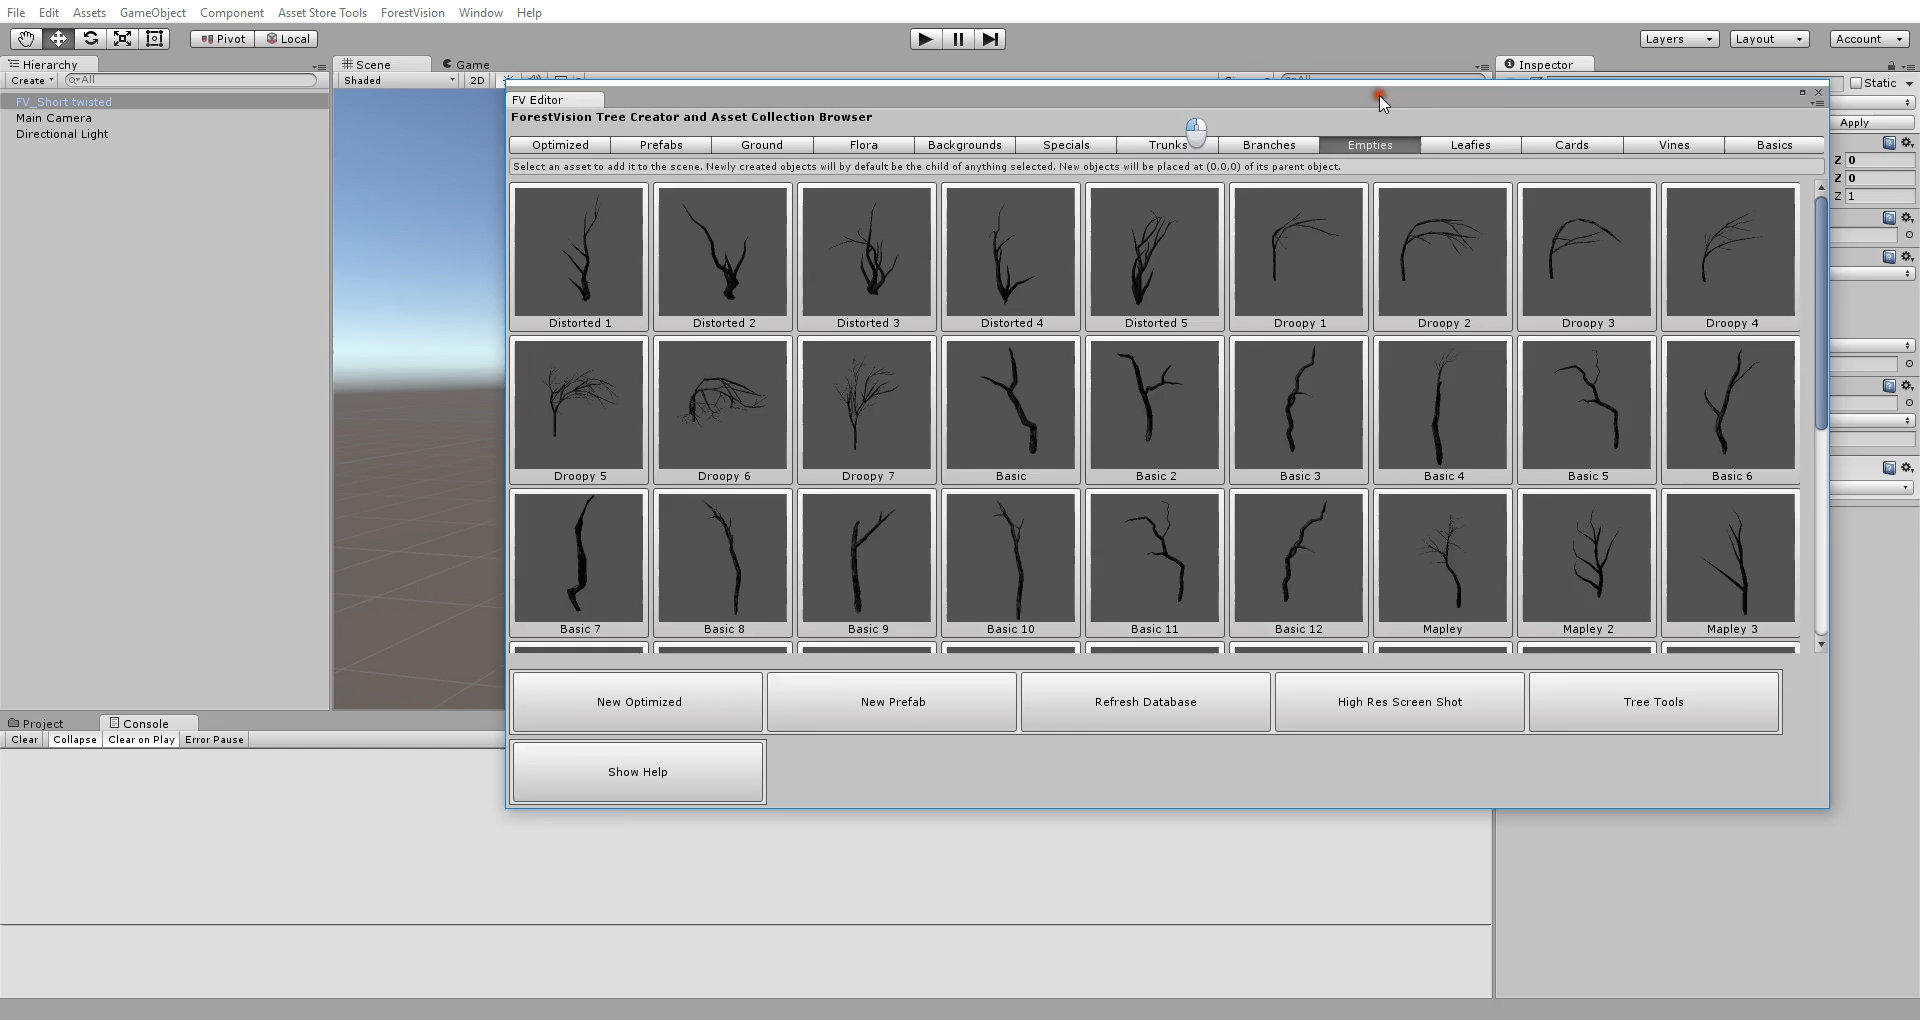 File Edit Assets GameObject Component Asset Store Tools ForestVision Window Help
Pivot Local Layers Layout Account
Hierarchy Scene Game Inspector
Create All Shaded 2D Static
FV_Short twisted
Main Camera
Directional Light
Apply
Z 0
Z 0
Z 1
FV Editor
ForestVision Tree Creator and Asset Collection Browser
Optimized Prefabs Ground Flora Backgrounds Specials Trunks Branches Empties Leafies Cards Vines Basics
Select an asset to add it to the scene. Newly created objects will by default be the child of anything selected. New objects will be placed at (0,0,0) of its parent object.
Distorted 1 Distorted 2 Distorted 3 Distorted 4 Distorted 5 Droopy 1 Droopy 2 Droopy 3 Droopy 4
Droopy 5 Droopy 6 Droopy 7 Basic Basic 2 Basic 3 Basic 4 Basic 5 Basic 6
Basic 7 Basic 8 Basic 9 Basic 10 Basic 11 Basic 12 Mapley Mapley 2 Mapley 3
New Optimized New Prefab Refresh Database High Res Screen Shot Tree Tools
Show Help
Project Console
Clear Collapse Clear on Play Error Pause